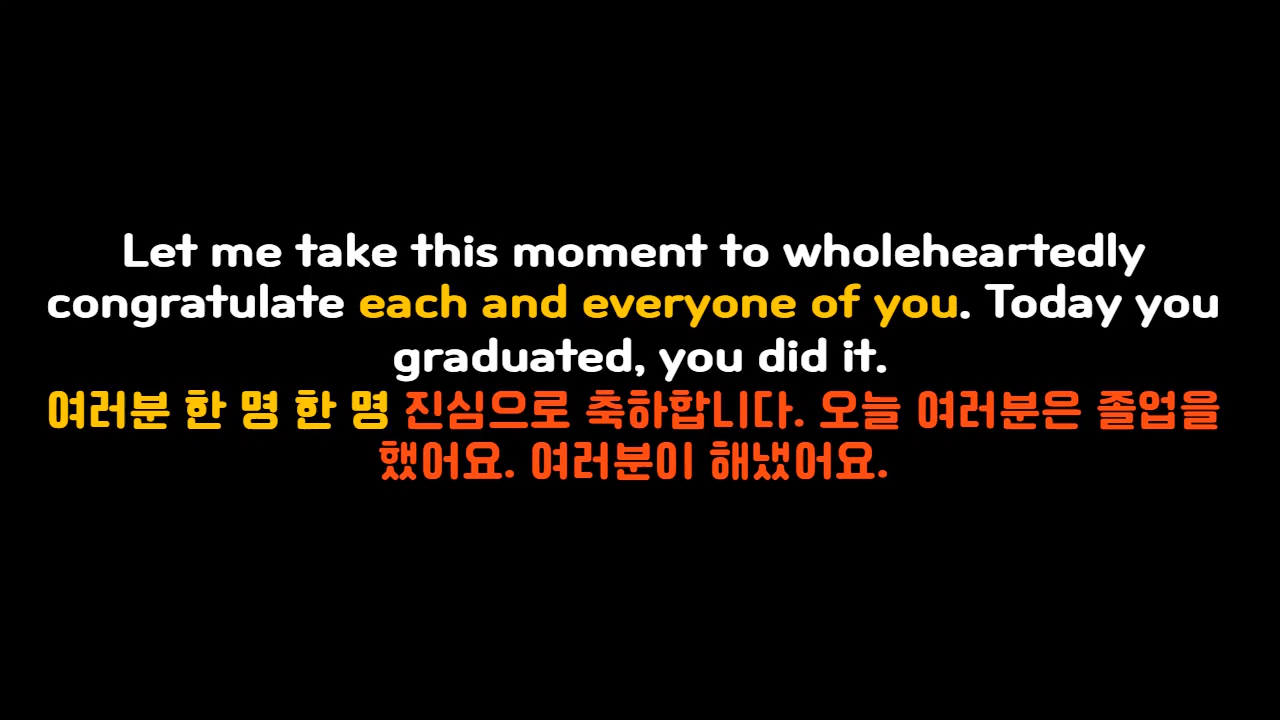 Let me take this moment to wholeheartedly
congratulate each and everyone of you. Today you
graduated, you did it.
여러분 한 명 한 명 진심으로 축하합니다. 오늘 여러분은 졸업을
했어요. 여러분이 해냈어요.